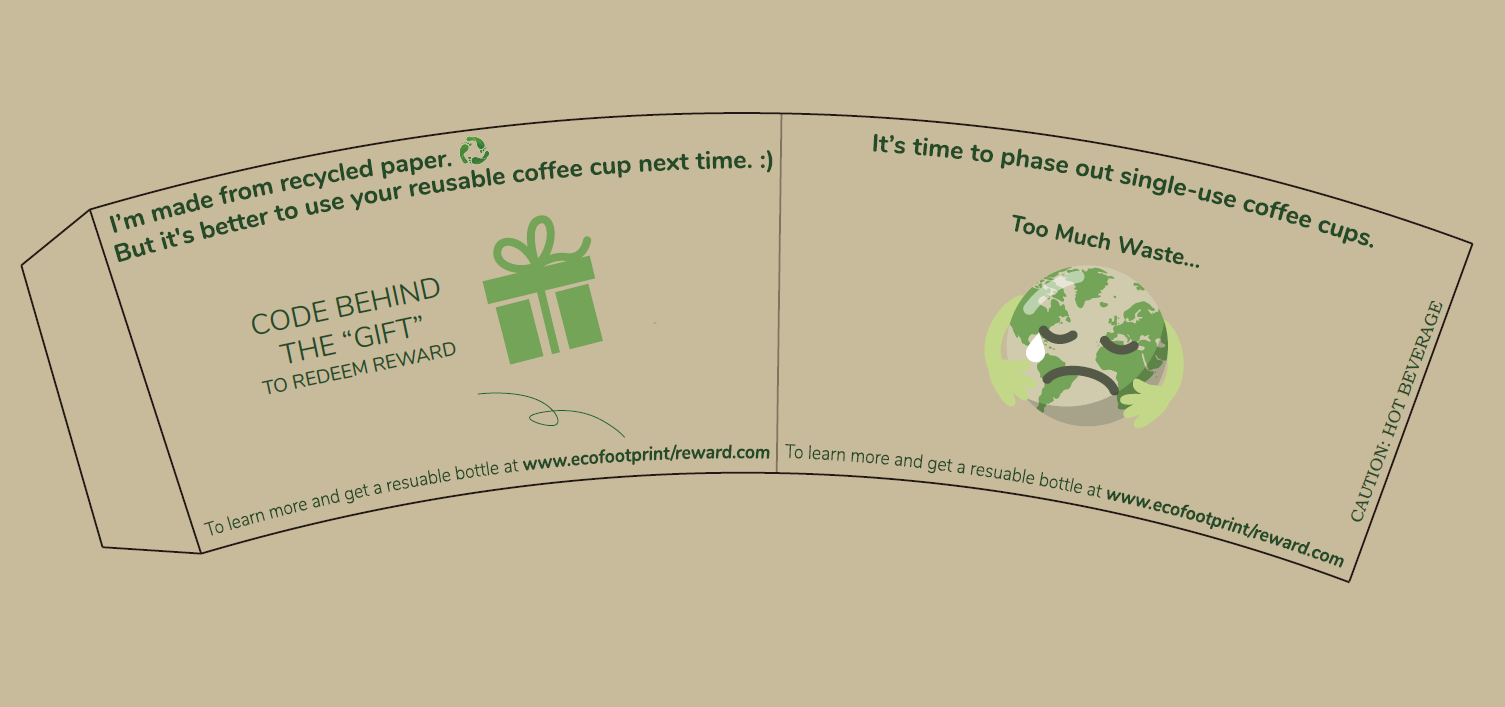 I'm made from recycled paper.
But it's better to use your reusable coffee cup next time. :)
CODE BEHIND
THE “GIFT”
TO REDEEM REWARD
To learn more and get a resuable bottle at www.ecofootprint/reward.com
It's time to phase out single-use coffee cups.
Too Much Waste...
To learn more and get a resuable bottle at www.ecofootprint/reward.com
CAUTION: HOT BEVERAGE